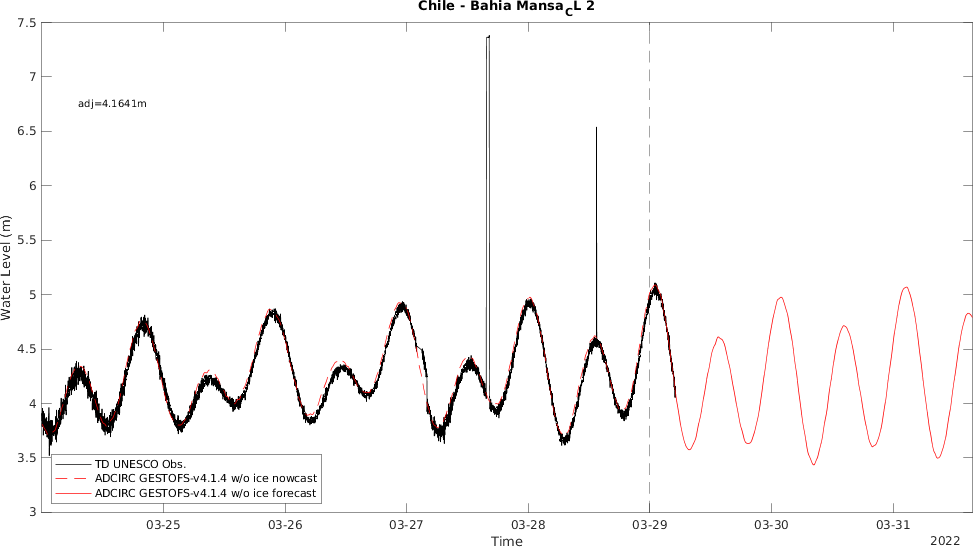 Chile - Bahia MansaCL 2
7.5
7
adj=4.1641m
6.5
6
5.5
5
4.5
4
3.5
3
Water Level (m)
TD UNESCO Obs.
ADCIRC GESTOFS-v4.1.4 w/o ice nowcast
ADCIRC GESTOFS-v4.1.4 w/o ice forecast
03-25 03-26 03-27 03-28 03-29 03-30 03-31
Time
2022